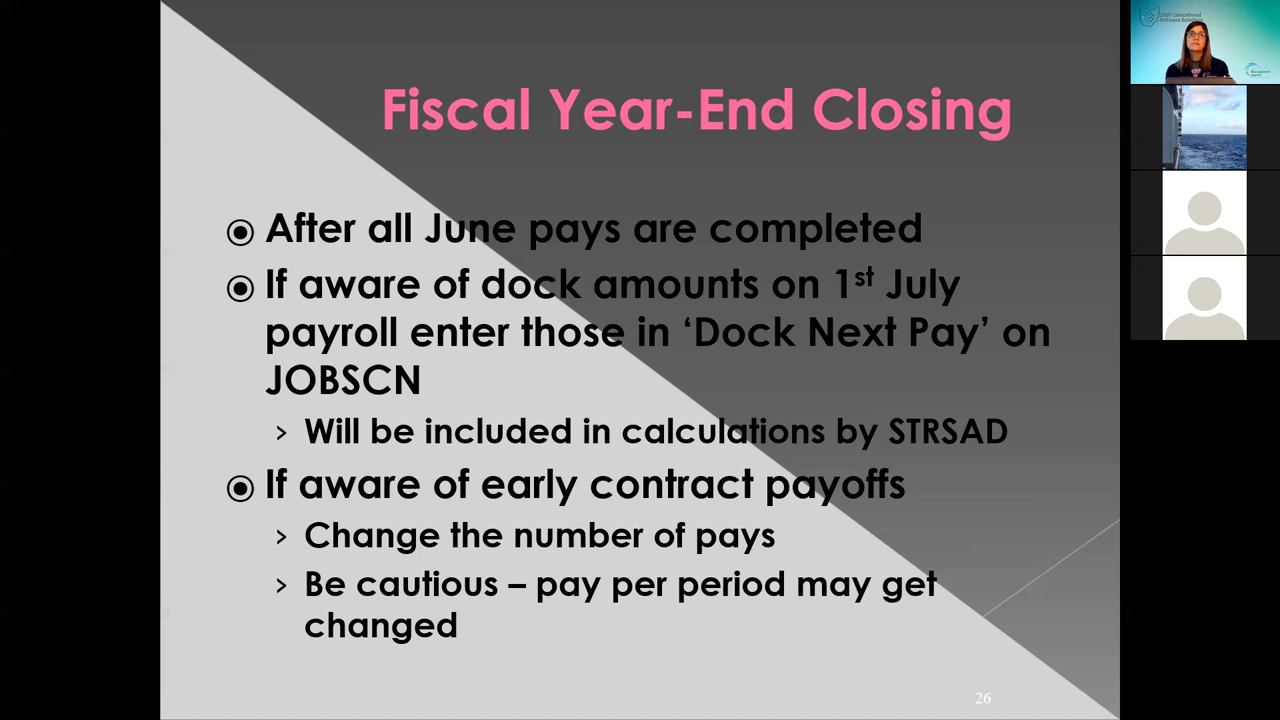 Fiscal Year-End Closing
After all June pays are completed
If aware of dock amounts on 1st July
payroll enter those in ‘Dock Next Pay’ on
JOBSCN
› Will be included in calculations by STRSAD
If aware of early contract payoffs
› Change the number of pays
› Be cautious – pay per period may get
changed
26